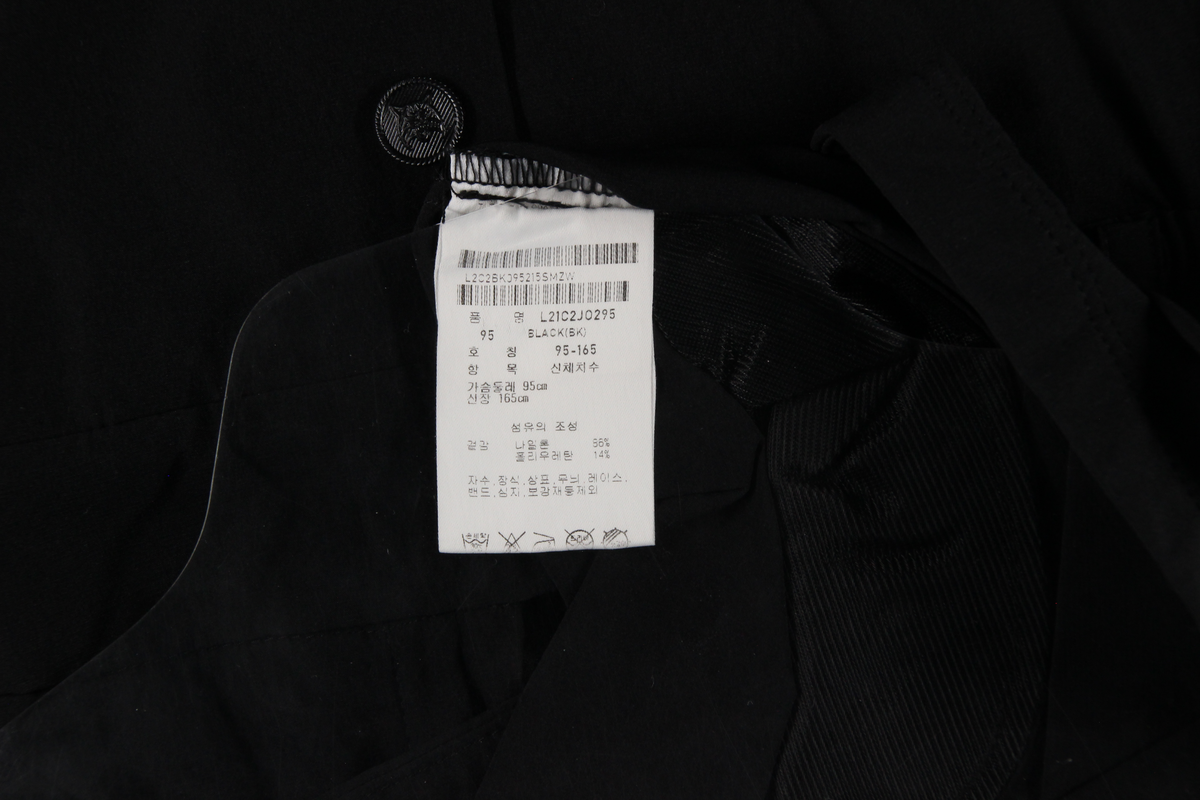 L2C2BK095215SMZW
품 명 L21C2JO295
95 BLACK(BK)
호 칭 95-165
항 목 신체치수
가슴둘레 95cm
신장 165cm
섬유의 조성
겉감 나일론 86%
폴리우레탄 14%
자수,장식,상표,무늬,레이스,
밴드,심지,보강재등제외